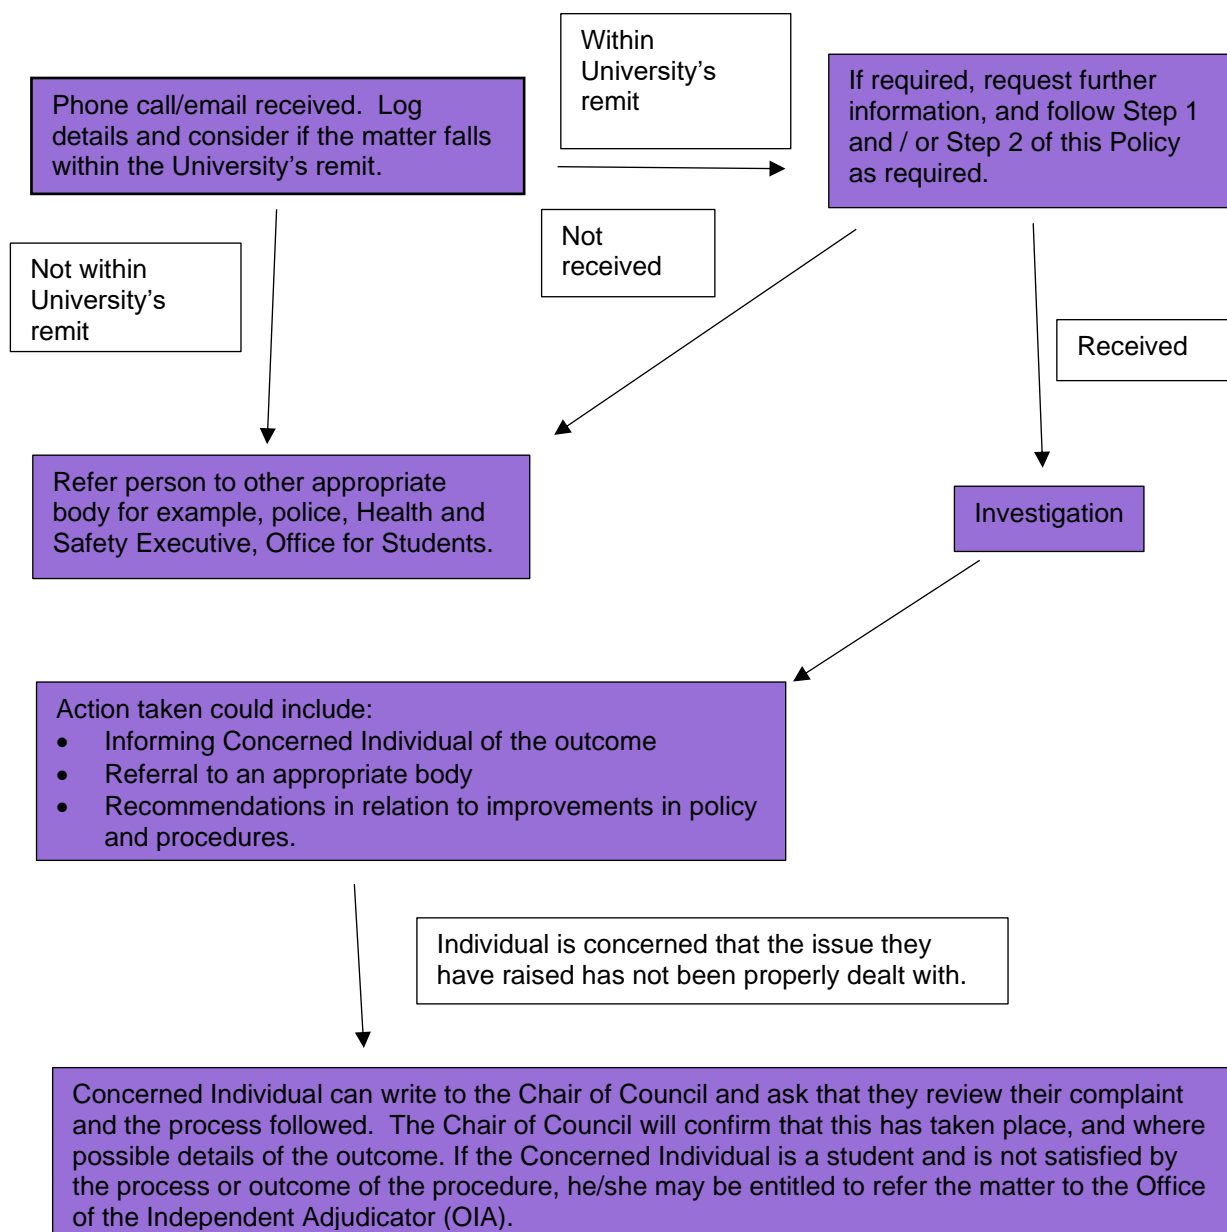 Within
University’s
remit
Phone call/email received.  Log
details and consider if the matter falls
within the University’s remit.
If required, request further
information, and follow Step 1
and / or Step 2 of this Policy
as required.
Not
received
Not within
University’s
remit
Received
Refer person to other appropriate
body for example, police, Health and
Safety Executive, Office for Students.
Investigation
Action taken could include:
• Informing Concerned Individual of the outcome
• Referral to an appropriate body
• Recommendations in relation to improvements in policy
and procedures.
Individual is concerned that the issue they
have raised has not been properly dealt with.
Concerned Individual can write to the Chair of Council and ask that they review their complaint
and the process followed.  The Chair of Council will confirm that this has taken place, and where
possible details of the outcome. If the Concerned Individual is a student and is not satisfied by
the process or outcome of the procedure, he/she may be entitled to refer the matter to the Office
of the Independent Adjudicator (OIA).